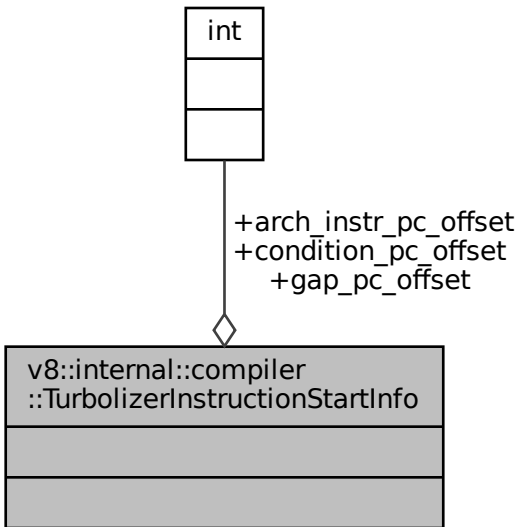 int
+arch_instr_pc_offset
+condition_pc_offset
+gap_pc_offset
v8::internal::compiler
::TurbolizerInstructionStartInfo